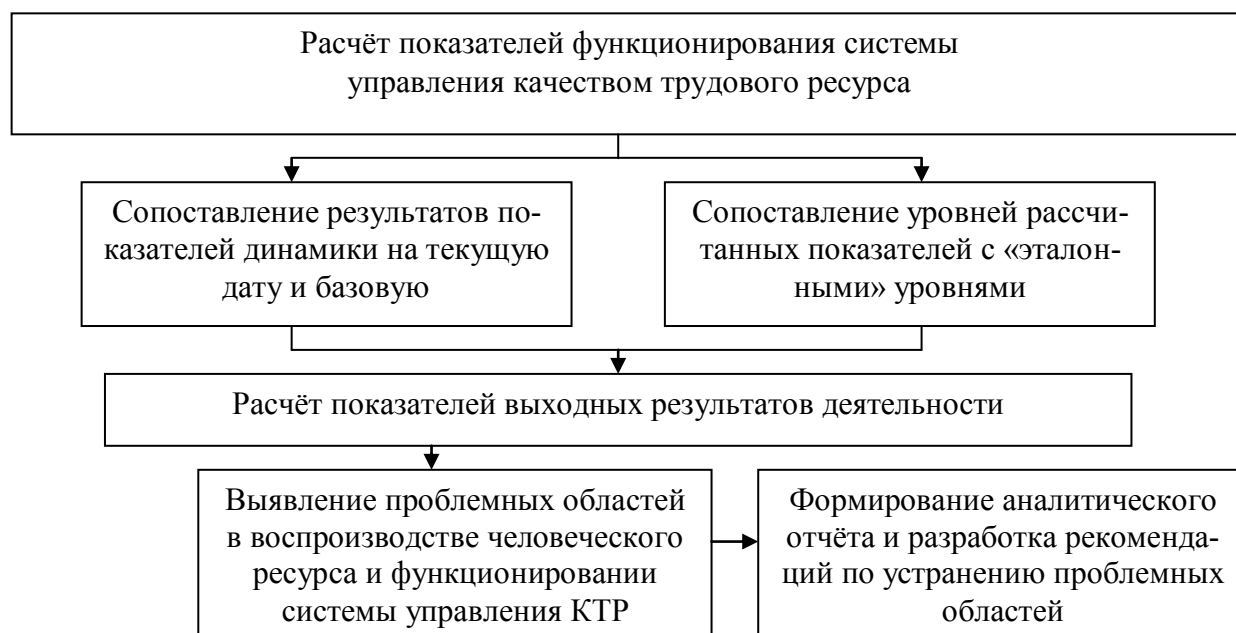 Расчёт показателей функционирования системы
управления качеством трудового ресурса
Сопоставление результатов по-
казателей динамики на текущую
дату и базовую
Сопоставление уровней рассчи-
танных показателей с «эталон-
ными» уровнями
Расчёт показателей выходных результатов деятельности
Выявление проблемных областей
в воспроизводстве человеческого
ресурса и функционировании
системы управления КТР
Формирование аналитического
отчёта и разработка рекоменда-
ций по устранению проблемных
областей